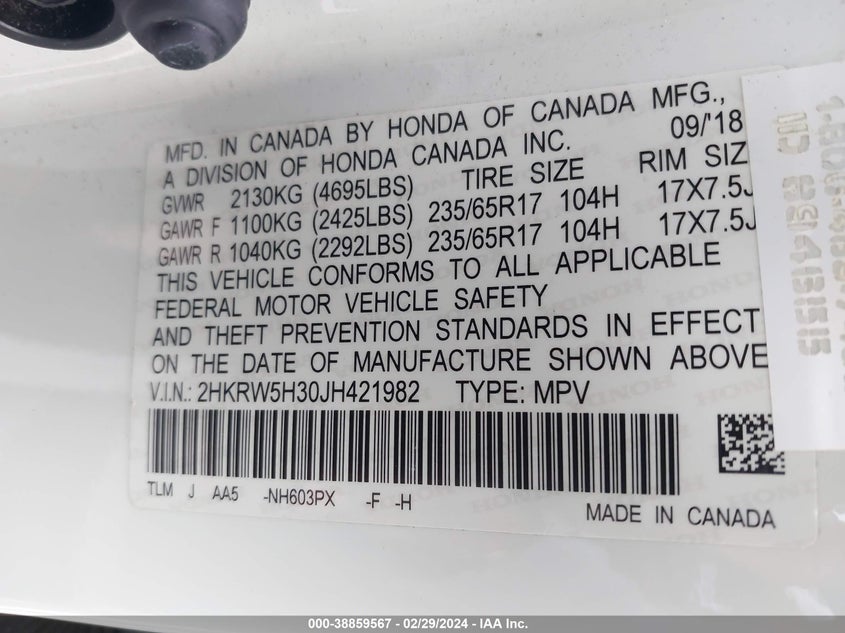 MFD. IN CANADA BY HONDA OF CANADA MFG.,
A DIVISION OF HONDA CANADA INC. 09/'18
GVWR 2130KG (4695LBS) TIRE SIZE RIM SIZ
GAWR F 1100KG (2425LBS) 235/65R17 104H 17X7.5J
GAWR R 1040KG (2292LBS) 235/65R17 104H 17X7.5J
THIS VEHICLE CONFORMS TO ALL APPLICABLE
FEDERAL MOTOR VEHICLE SAFETY
AND THEFT PREVENTION STANDARDS IN EFFECT
ON THE DATE OF MANUFACTURE SHOWN ABOVE
V.I.N.: 2HKRW5H30JH421982 TYPE: MPV
TLM J AA5 -NH603PX -F -H
MADE IN CANADA
000-38859567 - 02/29/2024 - IAA Inc.